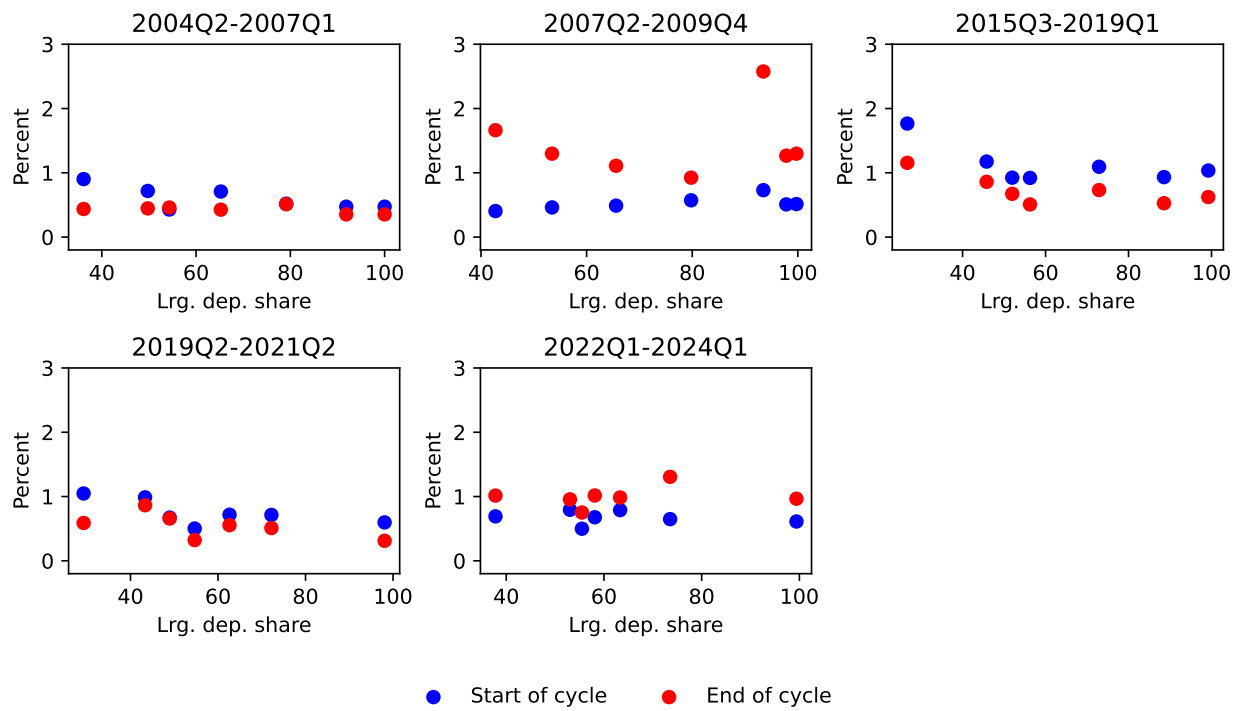 2004Q2-2007Q1
2007Q2-2009Q4
2015Q3-2019Q1
3
2
1
0
Percent
40 60 80 100
Lrg. dep. share
3
2
1
0
Percent
40 60 80 100
Lrg. dep. share
3
2
1
0
Percent
40 60 80 100
Lrg. dep. share
2019Q2-2021Q2
2022Q1-2024Q1
3
2
1
0
Percent
40 60 80 100
Lrg. dep. share
3
2
1
0
Percent
40 60 80 100
Lrg. dep. share
Start of cycle
End of cycle